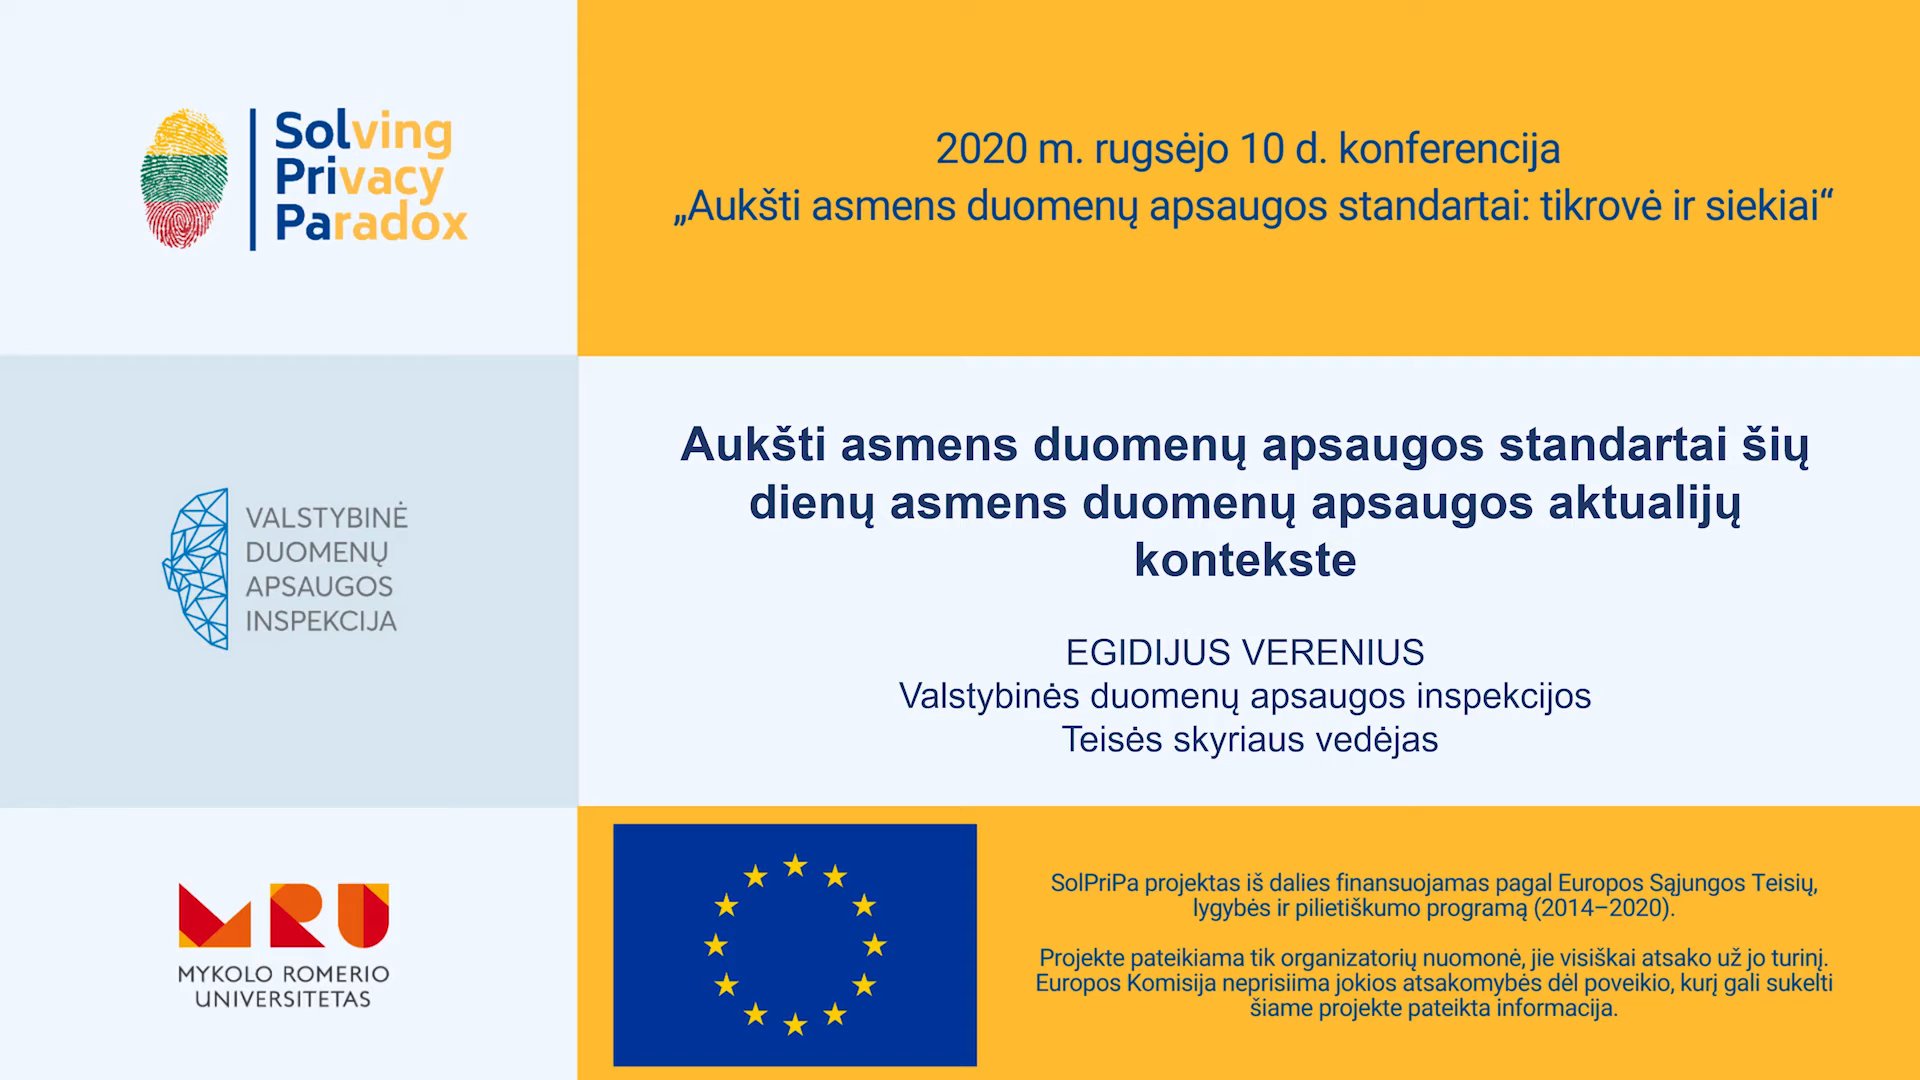 Solving
Privacy
Paradox
2020 m. rugsėjo 10 d. konferencija
„Aukšti asmens duomenų apsaugos standartai: tikrovė ir siekiai“
VALSTYBINĖ
DUOMENŲ
APSAUGOS
INSPEKCIJA
Aukšti asmens duomenų apsaugos standartai šių
dienų asmens duomenų apsaugos aktualijų
kontekste
EGIDIJUS VERENIUS
Valstybinės duomenų apsaugos inspekcijos
Teisės skyriaus vedėjas
MRU
MYKOLO ROMERIO
UNIVERSITETAS
SolPriPa projektas iš dalies finansuojamas pagal Europos Sąjungos Teisių,
lygybės ir pilietiškumo programą (2014–2020).
Projekte pateikiama tik organizatorių nuomonė, jie visiškai atsako už jo turinį.
Europos Komisija neprisiima jokios atsakomybės dėl poveikio, kurį gali sukelti
šiame projekte pateikta informacija.